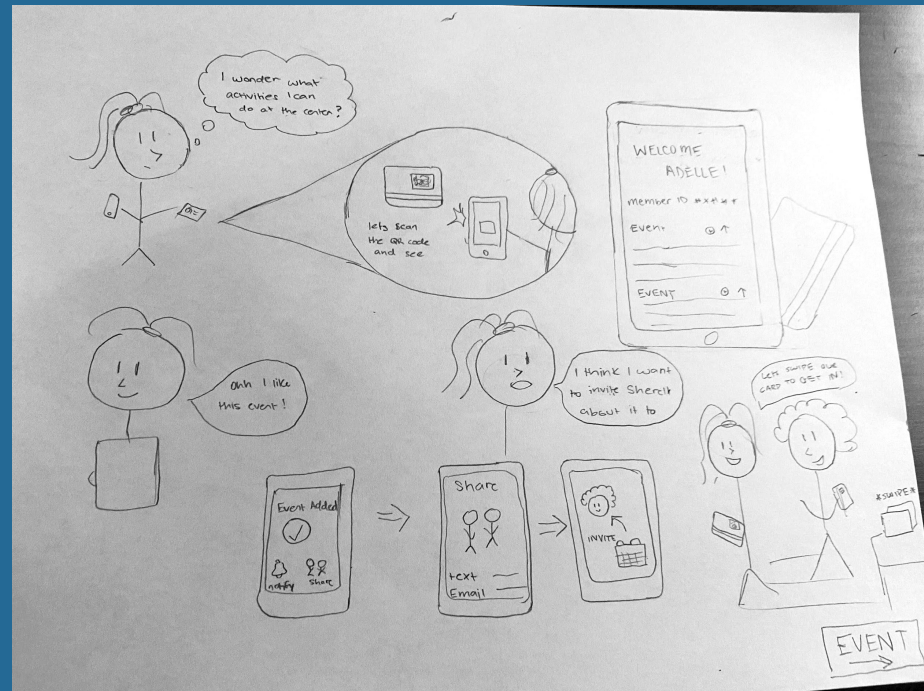 I wonder what
activities I can
do at the center?
lets scan
the QR code
and see
WELCOME
ADELLE!
member ID ******
Event
EVENT
Ohh I like
this event!
I think I want
to invite
about it to
LETS SWIPE OUR
CARD TO GET IN!
*SWIPE*
Event Added
notify
share
Share
text
Email
INVITE
EVENT